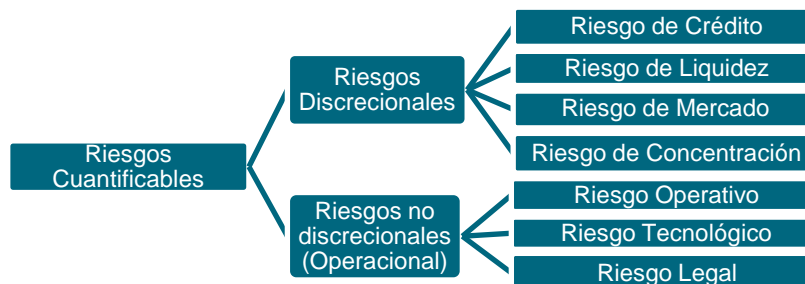 Riesgos
Cuantificables
Riesgos
Discrecionales
Riesgo de Crédito
Riesgo de Liquidez
Riesgo de Mercado
Riesgo de Concentración
Riesgos no
discrecionales
(Operacional)
Riesgo Operativo
Riesgo Tecnológico
Riesgo Legal